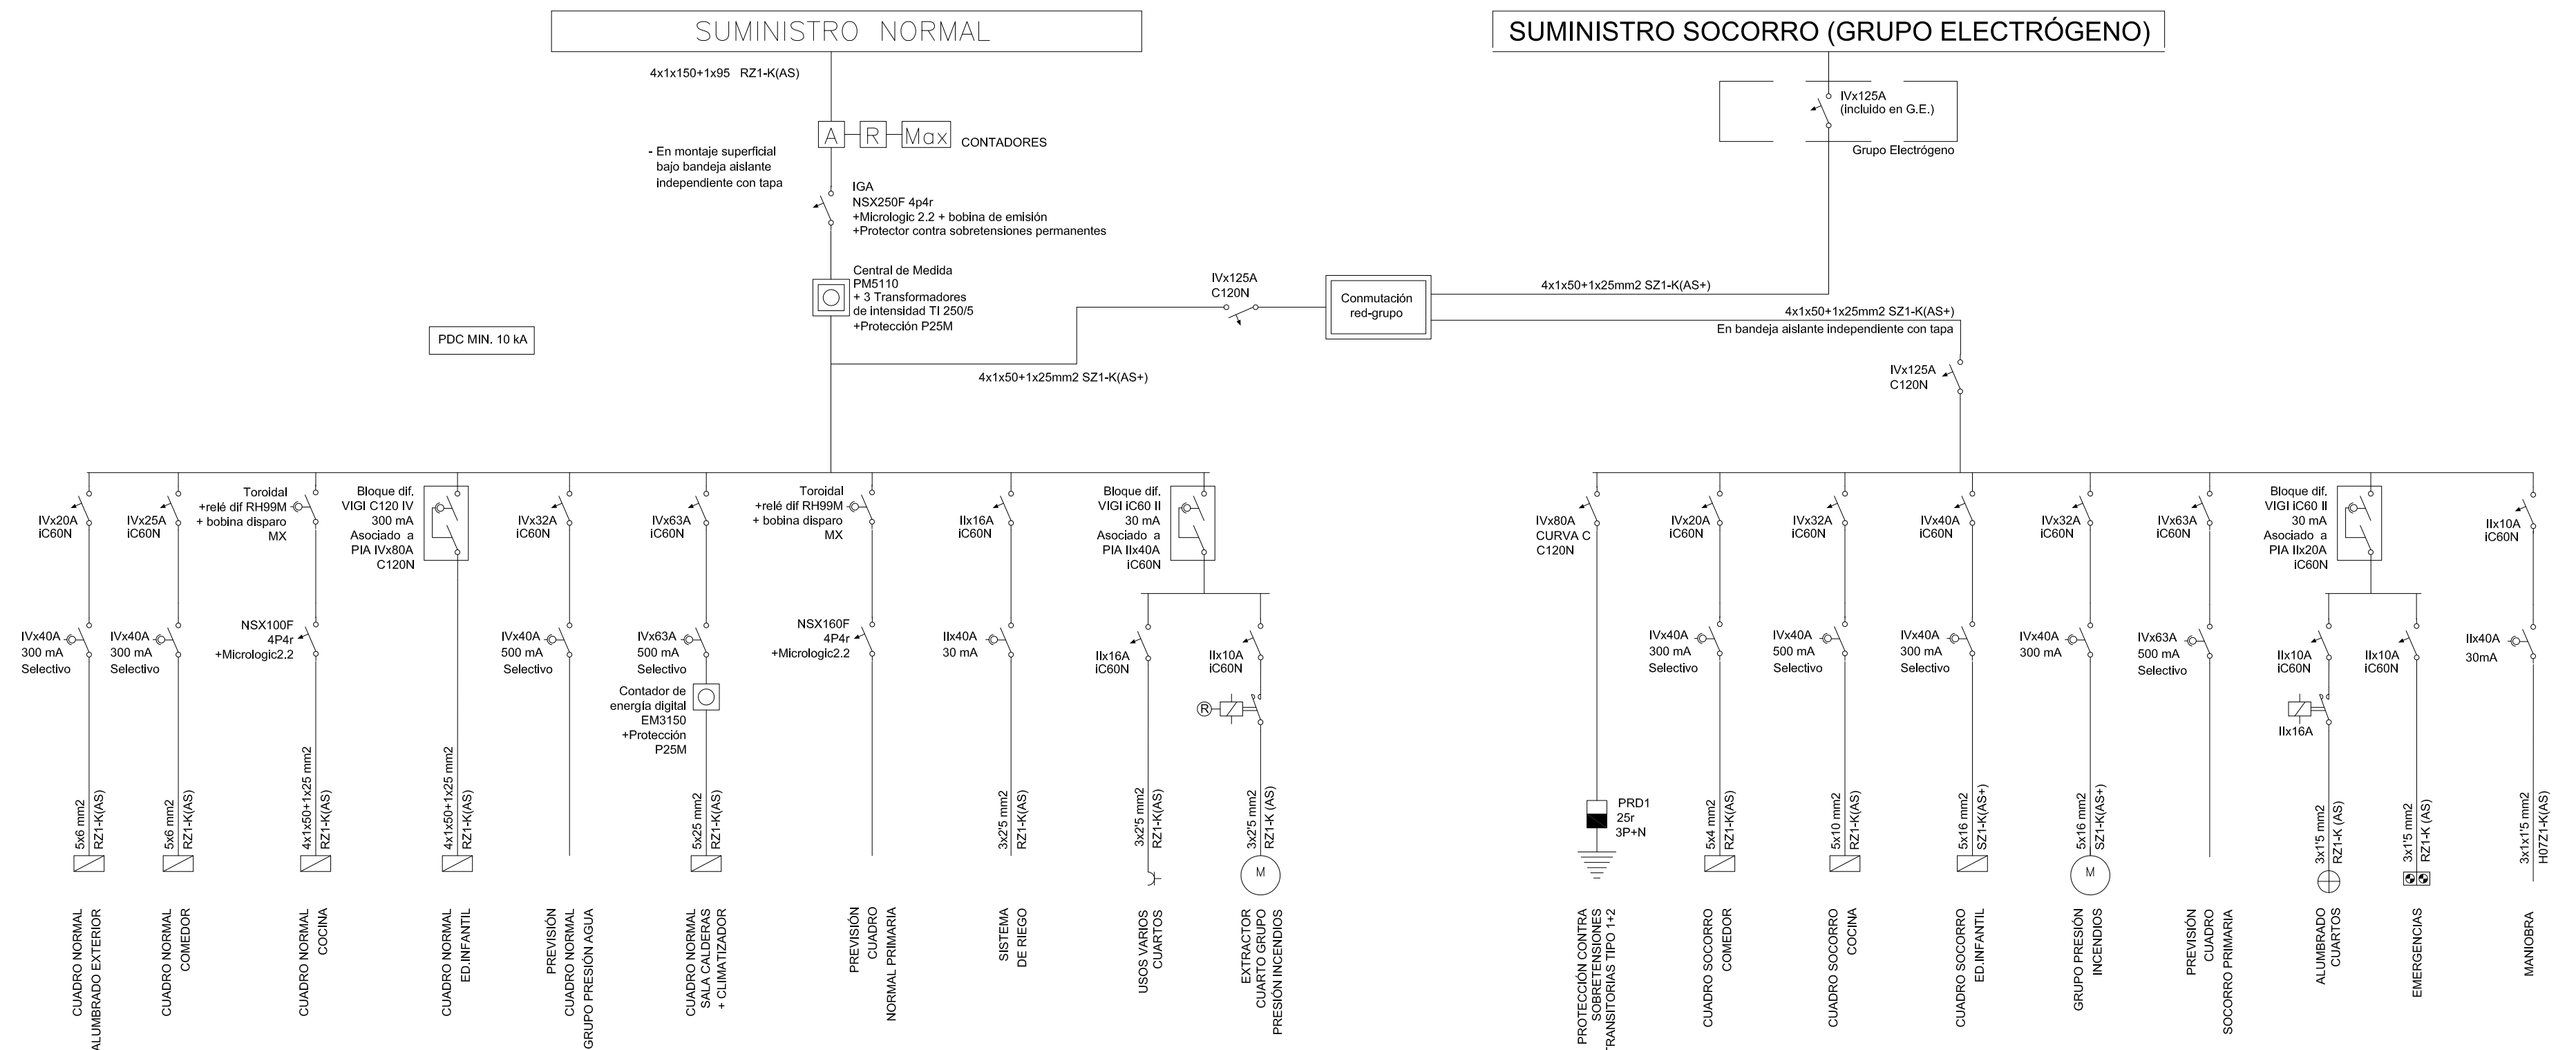 SUMINISTRO NORMAL
4x1x150+1x95 RZ1-K(AS)
A
R
Max
CONTADORES
- En montaje superficial
bajo bandeja aislante
independiente con tapa
IGA
NSX250F 4p4r
+Micrologic 2.2 + bobina de emisión
+Protector contra sobretensiones permanentes
Central de Medida
PM5110
+ 3 Transformadores
de intensidad TI 250/5
+Protección P25M
PDC MIN. 10 kA
4x1x50+1x25mm2 SZ1-K(AS+)
IVx125A
C120N
Conmutación
red-grupo
SUMINISTRO SOCORRO (GRUPO ELECTRÓGENO)
IVx125A
(incluido en G.E.)
Grupo Electrógeno
4x1x50+1x25mm2 SZ1-K(AS+)
4x1x50+1x25mm2 SZ1-K(AS+)
En bandeja aislante independiente con tapa
IVx125A
C120N
IVx20A
iC60N
IVx40A
300 mA
Selectivo
5x6 mm2
RZ1-K(AS)
CUADRO NORMAL
ALUMBRADO EXTERIOR
IVx25A
iC60N
IVx40A
300 mA
Selectivo
5x6 mm2
RZ1-K(AS)
CUADRO NORMAL
COMEDOR
Toroidal
+relé dif RH99M
+ bobina disparo
MX
NSX100F
4P4r
+Micrologic2.2
4x1x50+1x25 mm2
RZ1-K(AS)
CUADRO NORMAL
COCINA
Bloque dif.
VIGI C120 IV
300 mA
Asociado a
PIA IVx80A
C120N
4x1x50+1x25 mm2
RZ1-K(AS)
CUADRO NORMAL
ED.INFANTIL
IVx32A
iC60N
IVx40A
500 mA
Selectivo
PREVISIÓN
CUADRO NORMAL
GRUPO PRESIÓN AGUA
IVx63A
iC60N
IVx63A
500 mA
Selectivo
Contador de
energía digital
EM3150
+Protección
P25M
5x25 mm2
RZ1-K(AS)
CUADRO NORMAL
SALA CALDERAS
+ CLIMATIZADOR
Toroidal
+relé dif RH99M
+ bobina disparo
MX
NSX160F
4P4r
+Micrologic2.2
PREVISIÓN
CUADRO
NORMAL PRIMARIA
IIx16A
iC60N
IIx40A
30 mA
3x2'5 mm2
RZ1-K(AS)
SISTEMA
DE RIEGO
Bloque dif.
VIGI iC60 II
30 mA
Asociado a
PIA IIx40A
iC60N
IIx16A
iC60N
3x2'5 mm2
RZ1-K(AS)
USOS VARIOS
CUARTOS
IIx10A
iC60N
R
3x2'5 mm2
RZ1-K (AS)
M
EXTRACTOR
CUARTO GRUPO
PRESIÓN INCENDIOS
IVx80A
CURVA C
C120N
PRD1
25r
3P+N
PROTECCIÓN CONTRA
SOBRETENSIONES
TRANSITORIAS TIPO 1+2
IVx20A
iC60N
IVx40A
300 mA
Selectivo
5x4 mm2
RZ1-K(AS)
CUADRO SOCORRO
COMEDOR
IVx32A
iC60N
IVx40A
500 mA
Selectivo
5x10 mm2
RZ1-K(AS)
CUADRO SOCORRO
COCINA
IVx40A
iC60N
IVx40A
300 mA
Selectivo
5x16 mm2
SZ1-K(AS+)
CUADRO SOCORRO
ED.INFANTIL
IVx32A
iC60N
IVx40A
300 mA
5x16 mm2
SZ1-K(AS+)
M
GRUPO PRESIÓN
INCENDIOS
IVx63A
iC60N
IVx63A
500 mA
Selectivo
PREVISIÓN
CUADRO
SOCORRO PRIMARIA
Bloque dif.
VIGI iC60 II
30 mA
Asociado a
PIA IIx20A
iC60N
IIx10A
iC60N
IIx16A
3x1'5 mm2
RZ1-K (AS)
ALUMBRADO
CUARTOS
IIx10A
iC60N
3x1'5 mm2
RZ1-K (AS)
EMERGENCIAS
IIx10A
iC60N
IIx40A
30mA
3x1x1'5 mm2
H07Z1-K(AS)
MANIOBRA